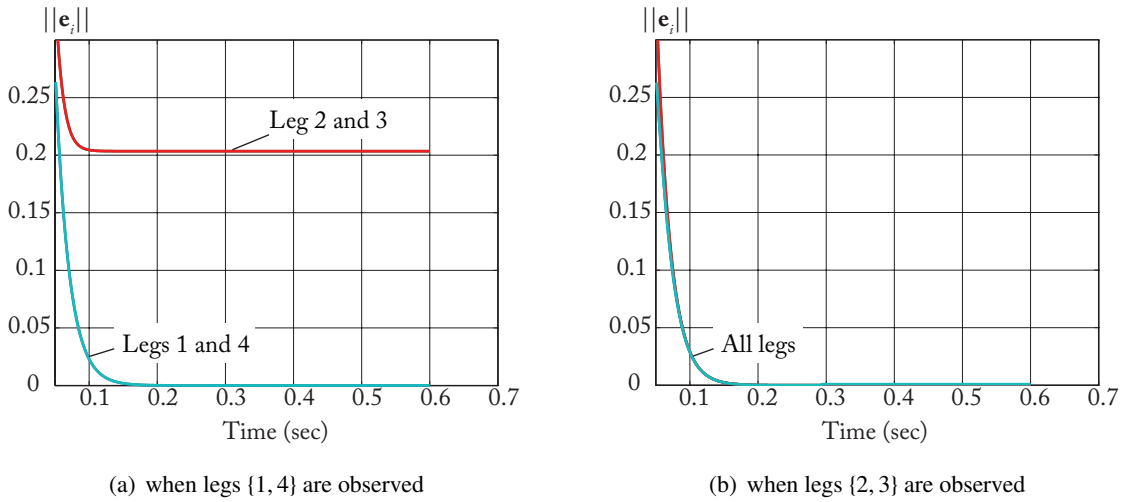 ||e_i||
0.25
0.2
0.15
0.1
0.05
0
Leg 2 and 3
Legs 1 and 4
0.1 0.2 0.3 0.4 0.5 0.6 0.7
Time (sec)
(a) when legs {1, 4} are observed
||e_i||
0.25
0.2
0.15
0.1
0.05
0
All legs
0.1 0.2 0.3 0.4 0.5 0.6 0.7
Time (sec)
(b) when legs {2, 3} are observed